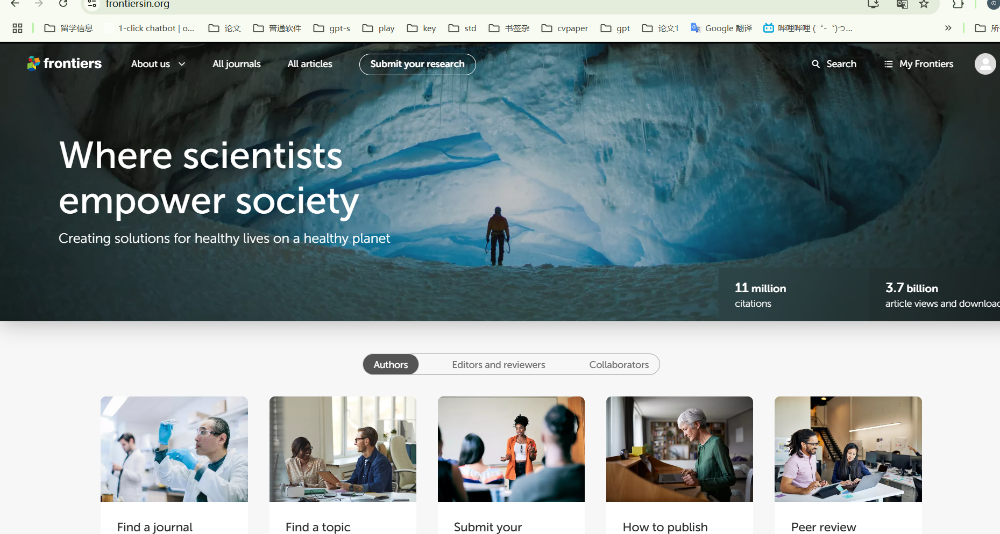 frontiersin.org
留学信息
1-click chatbot | o...
论文
普通软件
gpt-s
play
key
std
书签杂
cvpaper
gpt
论文1
Google 翻译
哔哩哔哩 (゜-゜)つ...
»
frontiers
About us
All journals
All articles
Submit your research
Search
My Frontiers
Where scientists
empower society
Creating solutions for healthy lives on a healthy planet
11 million
citations
3.7 billion
article views and
Authors
Editors and reviewers
Collaborators
Find a journal
Find a topic
Submit your
How to publish
Peer review